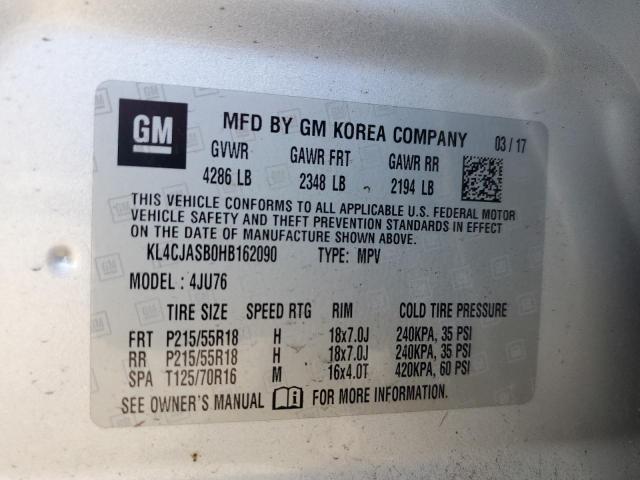 GM
MFD BY GM KOREA COMPANY 03 / 17
GVWR GAWR FRT GAWR RR
4286 LB 2348 LB 2194 LB
THIS VEHICLE CONFORMS TO ALL APPLICABLE U.S. FEDERAL MOTOR
VEHICLE SAFETY AND THEFT PREVENTION STANDARDS IN EFFECT
ON THE DATE OF MANUFACTURE SHOWN ABOVE.
KL4CJASB0HB162090 TYPE: MPV
MODEL : 4JU76
TIRE SIZE SPEED RTG RIM COLD TIRE PRESSURE
FRT P215/55R18 H 18x7.0J 240KPA, 35 PSI
RR P215/55R18 H 18x7.0J 240KPA, 35 PSI
SPA T125/70R16 M 16x4.0T 420KPA, 60 PSI
SEE OWNER'S MANUAL FOR MORE INFORMATION.